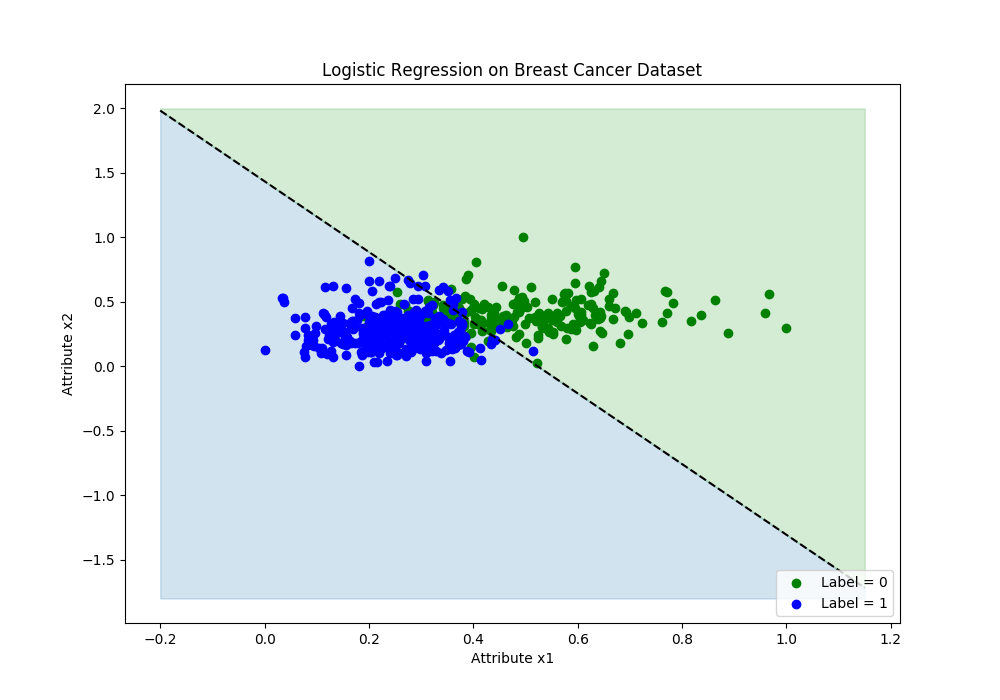 Logistic Regression on Breast Cancer Dataset
2.0
1.5
1.0
0.5
0.0
−0.5
−1.0
−1.5
Attribute x2
Label = 0
Label = 1
−0.2 0.0 0.2 0.4 0.6 0.8 1.0 1.2
Attribute x1